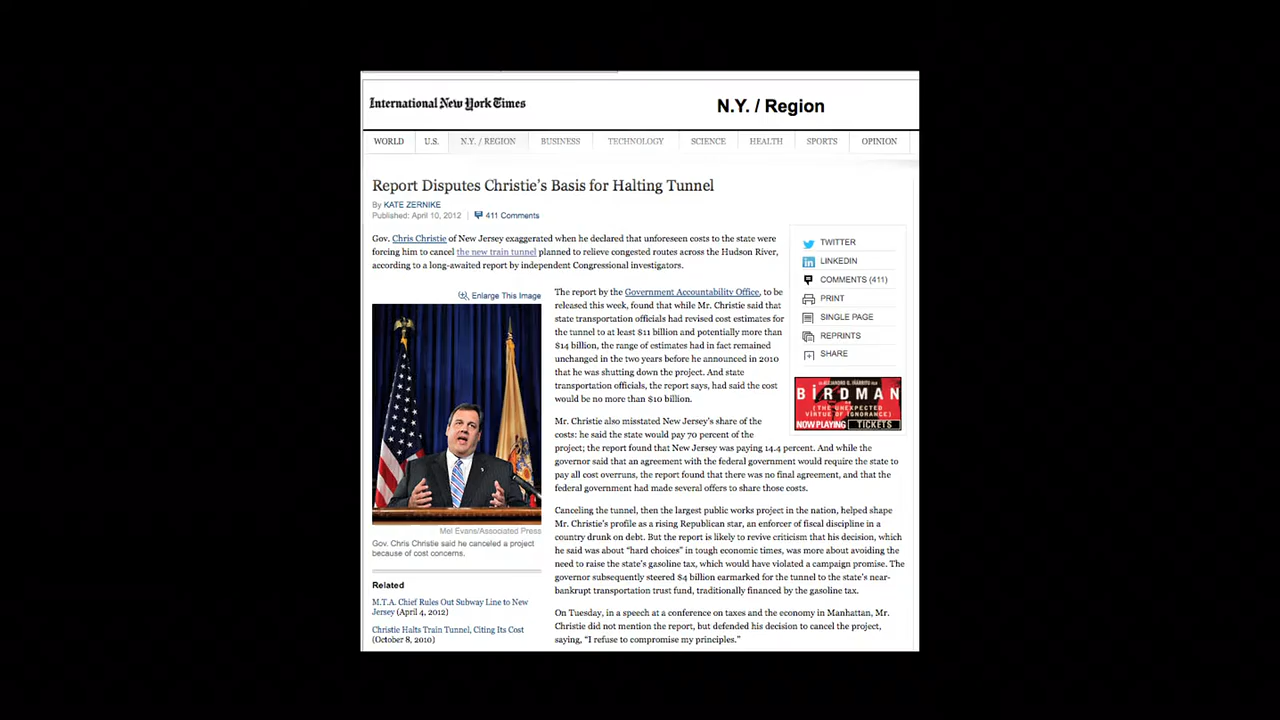 International New York Times
N.Y. / Region
WORLD
U.S.
N.Y. / REGION
BUSINESS
TECHNOLOGY
SCIENCE
HEALTH
SPORTS
OPINION
Report Disputes Christie's Basis for Halting Tunnel
By KATE ZERNIKE
Published: April 10, 2012 | 411 Comments
Gov. Chris Christie of New Jersey exaggerated when he declared that unforeseen costs to the state were
forcing him to cancel the new train tunnel planned to relieve congested routes across the Hudson River,
according to a long-awaited report by independent Congressional investigators.
Enlarge This Image
Mel Evans/Associated Press
Gov. Chris Christie said he canceled a project
because of cost concerns.
Related
M.T.A. Chief Rules Out Subway Line to New
Jersey (April 4, 2012)
Christie Halts Train Tunnel, Citing Its Cost
(October 8, 2010)
The report by the Government Accountability Office, to be
released this week, found that while Mr. Christie said that
state transportation officials had revised cost estimates for
the tunnel to at least $11 billion and potentially more than
$14 billion, the range of estimates had in fact remained
unchanged in the two years before he announced in 2010
that he was shutting down the project. And state
transportation officials, the report says, had said the cost
would be no more than $10 billion.
Mr. Christie also misstated New Jersey's share of the
costs: he said the state would pay 70 percent of the
project; the report found that New Jersey was paying 14.4 percent. And while the
governor said that an agreement with the federal government would require the state to
pay all cost overruns, the report found that there was no final agreement, and that the
federal government had made several offers to share those costs.
Canceling the tunnel, then the largest public works project in the nation, helped shape
Mr. Christie's profile as a rising Republican star, an enforcer of fiscal discipline in a
country drunk on debt. But the report is likely to revive criticism that his decision, which
he said was about "hard choices" in tough economic times, was more about avoiding the
need to raise the state's gasoline tax, which would have violated a campaign promise. The
governor subsequently steered $4 billion earmarked for the tunnel to the state's near-
bankrupt transportation trust fund, traditionally financed by the gasoline tax.
On Tuesday, in a speech at a conference on taxes and the economy in Manhattan, Mr.
Christie did not mention the report, but defended his decision to cancel the project,
saying, "I refuse to compromise my principles."
TWITTER
LINKEDIN
COMMENTS (411)
PRINT
SINGLE PAGE
REPRINTS
SHARE
AN ALEJANDRO G. IÑÁRRITU FILM
BIRDMAN
(THE UNEXPECTED
VIRTUE OF IGNORANCE)
NOW PLAYING TICKETS